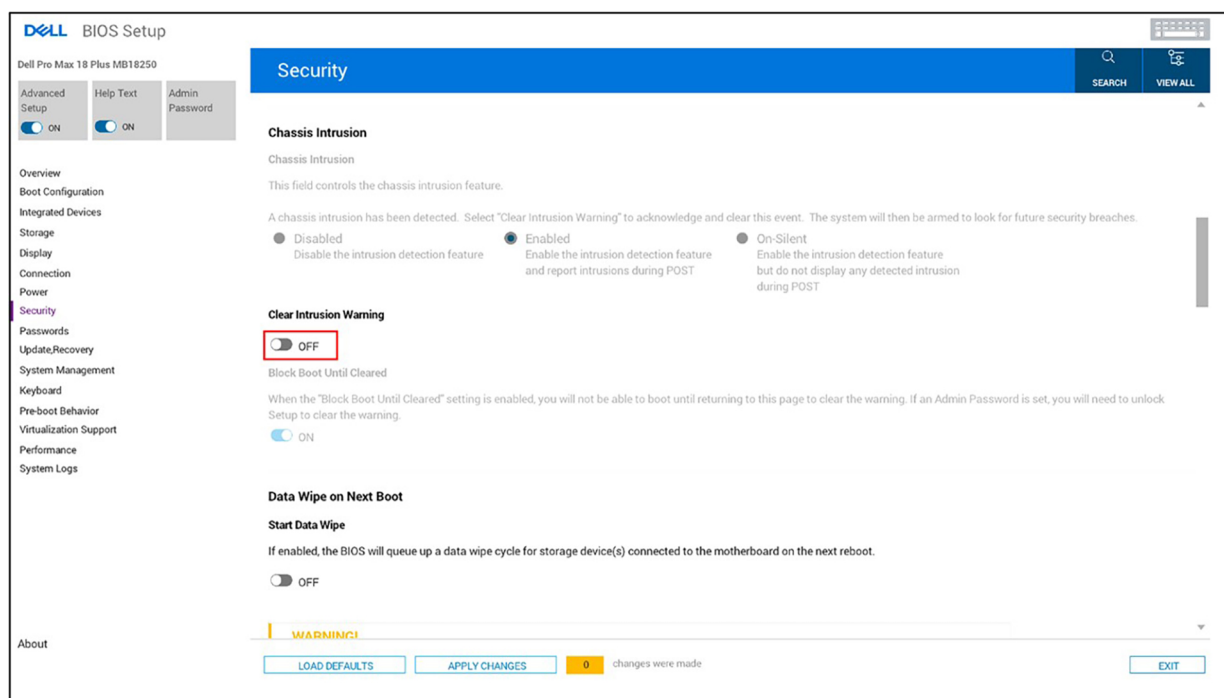 DELL BIOS Setup
Dell Pro Max 18 Plus MB18250
Advanced Setup
ON
Help Text
ON
Admin Password
Overview
Boot Configuration
Integrated Devices
Storage
Display
Connection
Power
Security
Passwords
Update,Recovery
System Management
Keyboard
Pre-boot Behavior
Virtualization Support
Performance
System Logs
About
Security
SEARCH
VIEW ALL
Chassis Intrusion
Chassis Intrusion
This field controls the chassis intrusion feature.
A chassis intrusion has been detected. Select "Clear Intrusion Warning" to acknowledge and clear this event. The system will then be armed to look for future security breaches.
Disabled
Disable the intrusion detection feature
Enabled
Enable the intrusion detection feature
and report intrusions during POST
On-Silent
Enable the intrusion detection feature
but do not display any detected intrusion
during POST
Clear Intrusion Warning
OFF
Block Boot Until Cleared
When the "Block Boot Until Cleared" setting is enabled, you will not be able to boot until returning to this page to clear the warning. If an Admin Password is set, you will need to unlock
Setup to clear the warning.
ON
Data Wipe on Next Boot
Start Data Wipe
If enabled, the BIOS will queue up a data wipe cycle for storage device(s) connected to the motherboard on the next reboot.
OFF
WARNING!
LOAD DEFAULTS
APPLY CHANGES
0 changes were made
EXIT